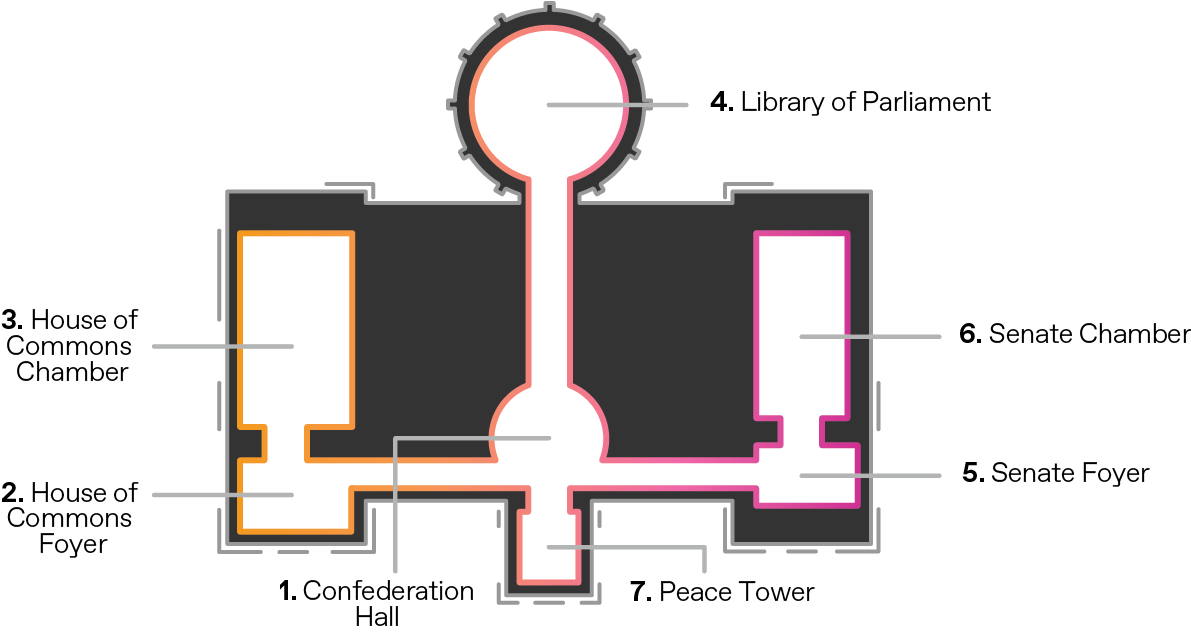 4. Library of Parliament
3. House of
Commons
Chamber
6. Senate Chamber
2. House of
Commons
Foyer
5. Senate Foyer
1. Confederation
Hall
7. Peace Tower